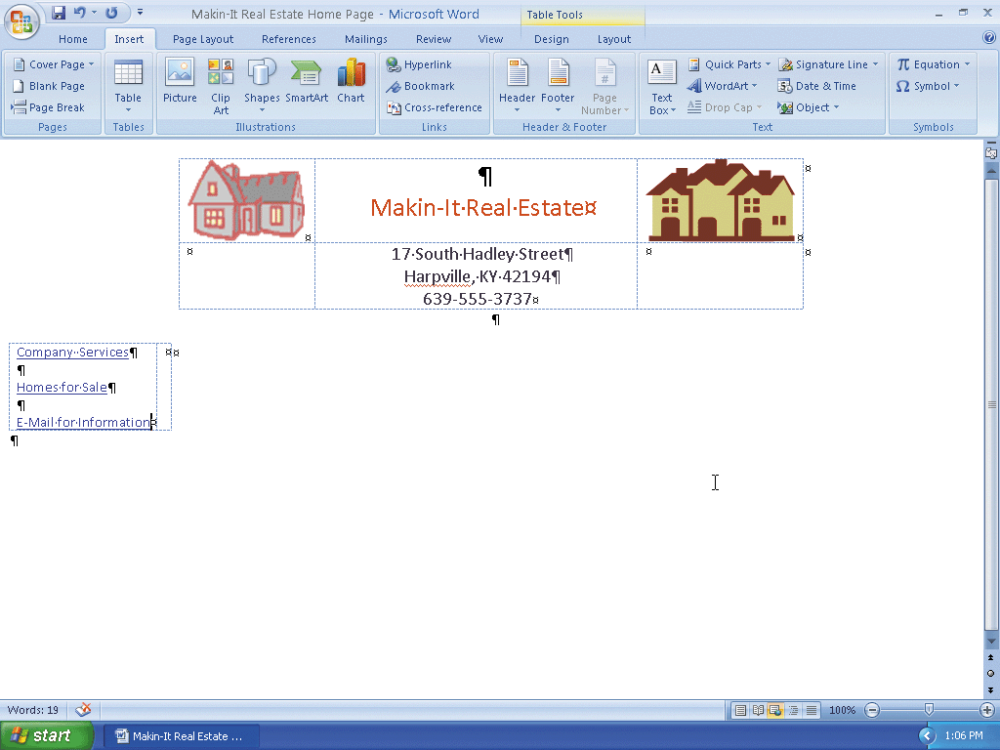 Makin-It Real Estate Home Page - Microsoft Word
Table Tools
Home Insert Page Layout References Mailings Review View Design Layout
Cover Page
Blank Page
Page Break
Pages
Table
Tables
Picture
Clip Art
Shapes
SmartArt
Chart
Illustrations
Hyperlink
Bookmark
Cross-reference
Links
Header
Footer
Page Number
Header & Footer
Text Box
Quick Parts
WordArt
Drop Cap
Signature Line
Date & Time
Object
Text
π Equation
Ω Symbol
Symbols
¶
Makin-It·Real·Estate¤
17·South·Hadley·Street¶
Harpville,·KY·42194¶
639-555-3737¤
¶
Company··Services¶
¶
Homes·for·Sale¶
¶
E-Mail·for·Information¤
¶
Words: 19
100%
start
Makin-It Real Estate ...
1:06 PM